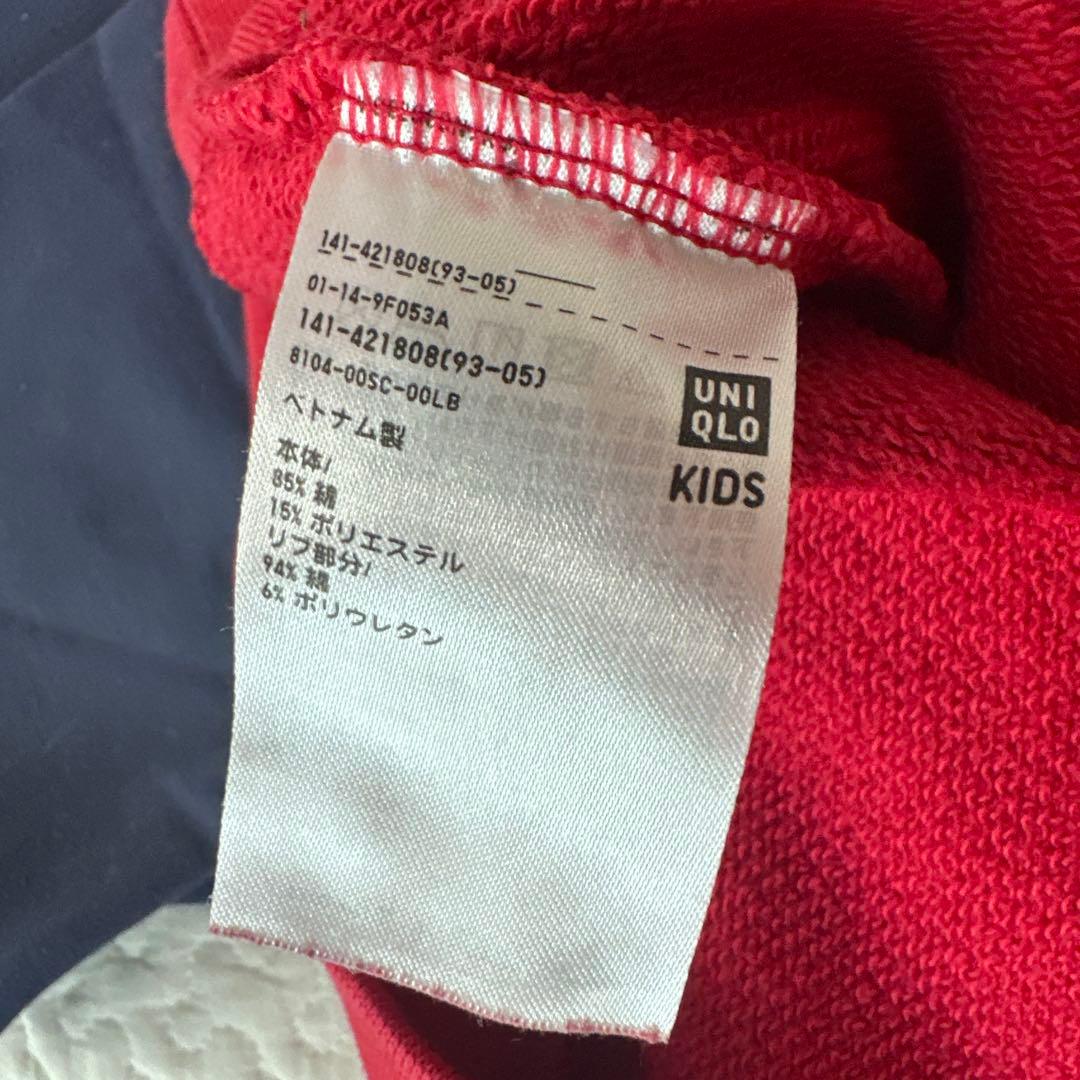 141-421808(93-05)
01-14-9F053A
141-421808(93-05)
8104-00SC-00LB
ベトナム製
本体/
85% 綿
15% ポリエステル
リブ部分/
94% 綿
6% ポリウレタン
UNI
QLO
KIDS